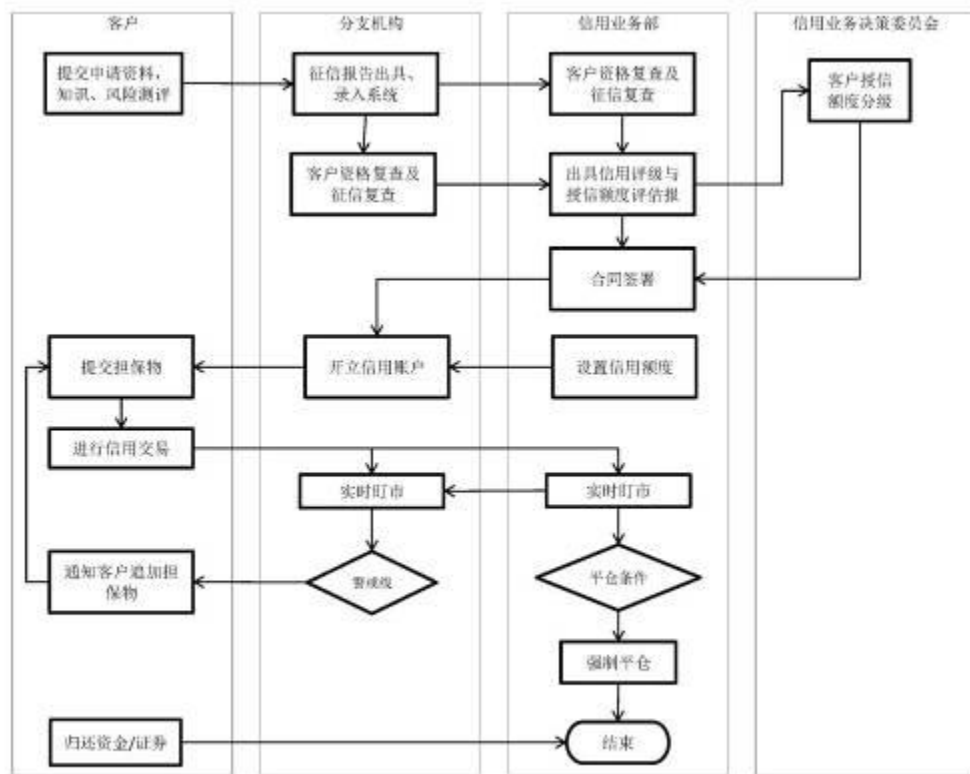 客户
分支机构
信用业务部
信用业务决策委员会
提交申请资料,
知识、风险测评
征信报告出具、
录入系统
客户资格复查及
征信复查
客户授信
额度分级
客户资格复查及
征信复查
出具信用评级与
授信额度评估报
合同签署
提交担保物
开立信用账户
设置信用额度
进行信用交易
实时盯市
实时盯市
通知客户追加担
保物
警戒线
平仓条件
强制平仓
归还资金/证券
结束